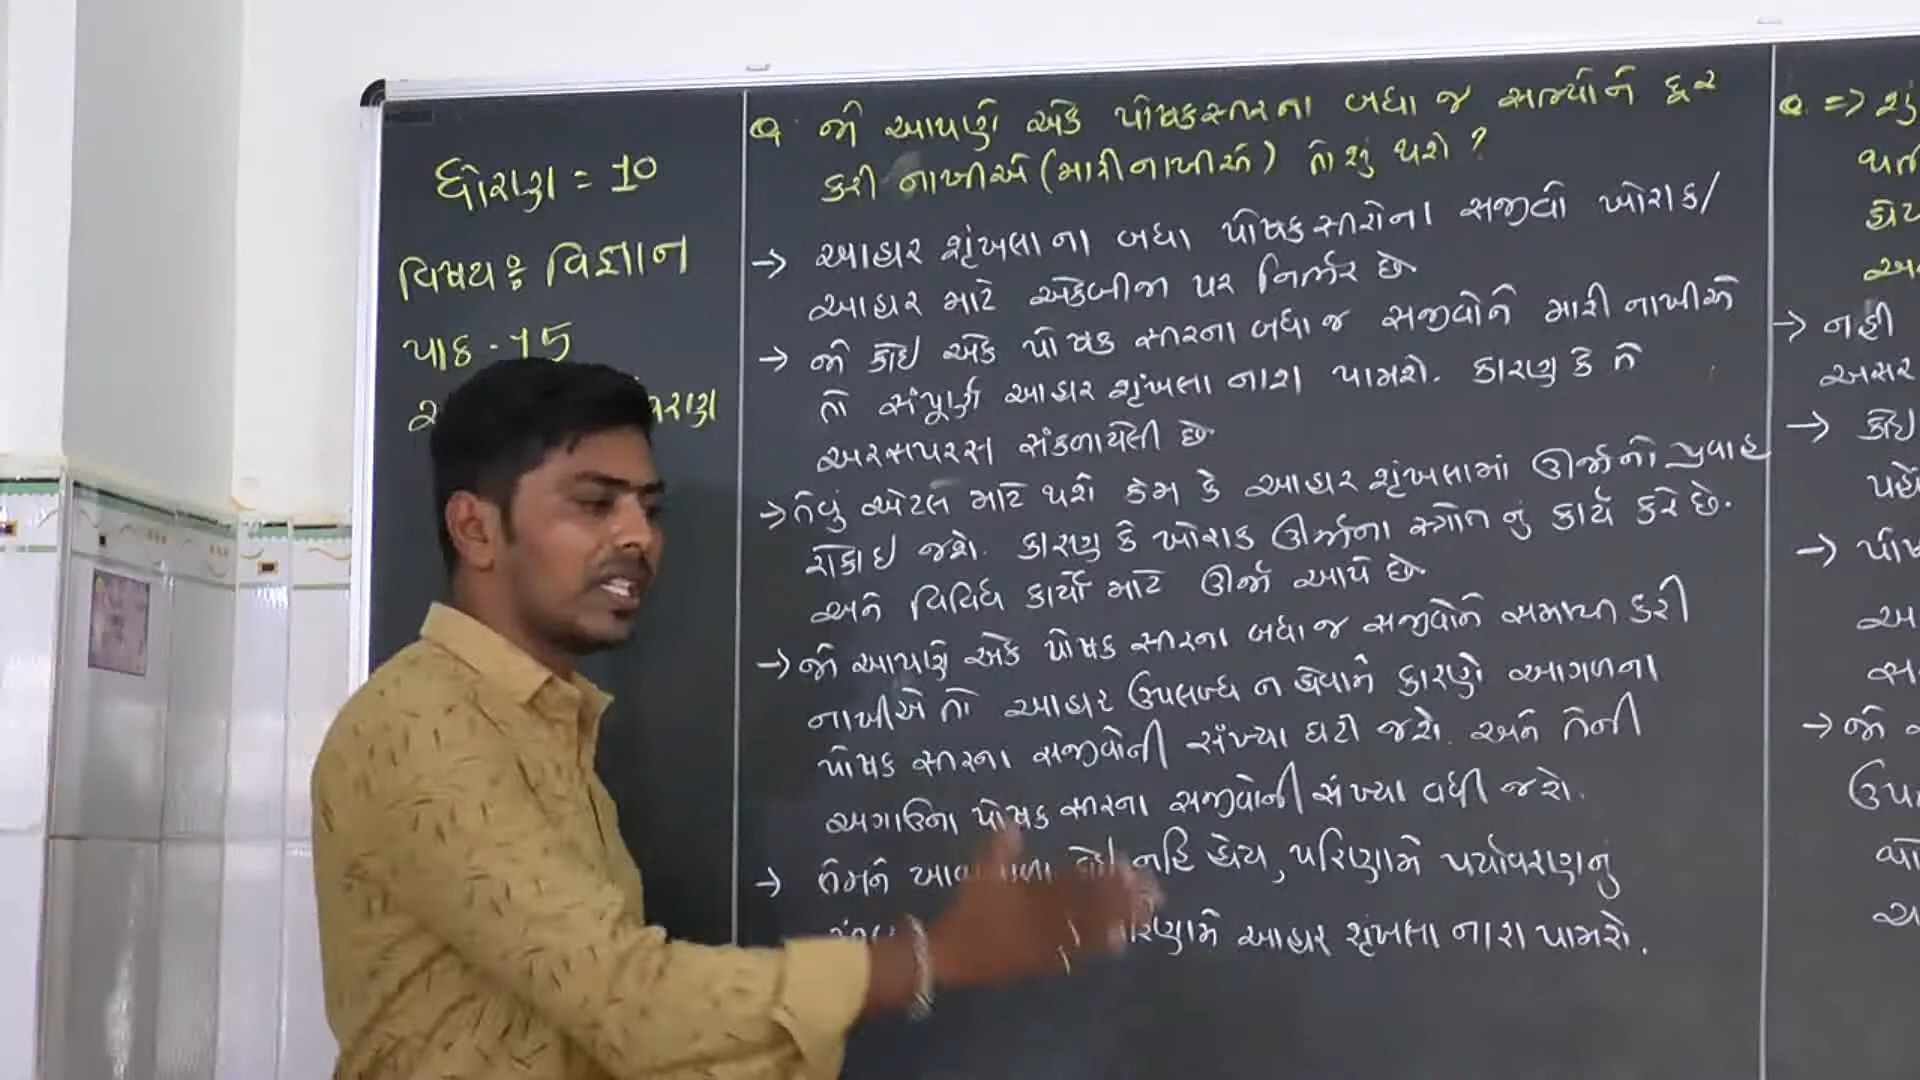 ધોરણ = 10
વિષય : વિજ્ઞાન
પાઠ - 15
Q જો આપણે એક પોષકસ્તરના બધા જ સભ્યોને દૂર
કરી નાખીએ (મારી નાખીએ) તો શું થશે ?
→ આહાર શૃંખલાના બધા પોષક સ્તરોના સજીવો ખોરાક/
આહાર માટે એકબીજા પર નિર્ભર છે
→ જો કોઇ એક પોષક સ્તરના બધા જ સજીવોને મારી નાખીએ
તો સંપૂર્ણ આહાર શૃંખલા નાશ પામશે. કારણ કે તે
અરસપરસ સંકળાયેલી છે
→ તેવું એટલા માટે થશે કેમ કે આહાર શૃંખલામાં ઊર્જાનો પ્રવાહ
રોકાઇ જશે. કારણ કે ખોરાક ઊર્જાના સ્ત્રોત નું કાર્ય કરે છે.
અને વિવિધ કાર્યો માટે ઊર્જા આપે છે
→ જો આપણે એક પોષક સ્તરના બધા જ સજીવોને સમાપ્ત કરી
નાખીએ તો આહાર ઉપલબ્ધ ન હોવાને કારણે આગળના
પોષક સ્તરના સજીવોની સંખ્યા ઘટી જશે. અને તેની
અગાઉના પોષક સ્તરના સજીવોની સંખ્યા વધી જશે.
→ તેમને નહિ હોય, પરિણામે પર્યાવરણનું
આહાર શૃંખલા નાશ પામશે.
Q. => શું
→ નહી
અસર
→ કોઇ
→
→ જો